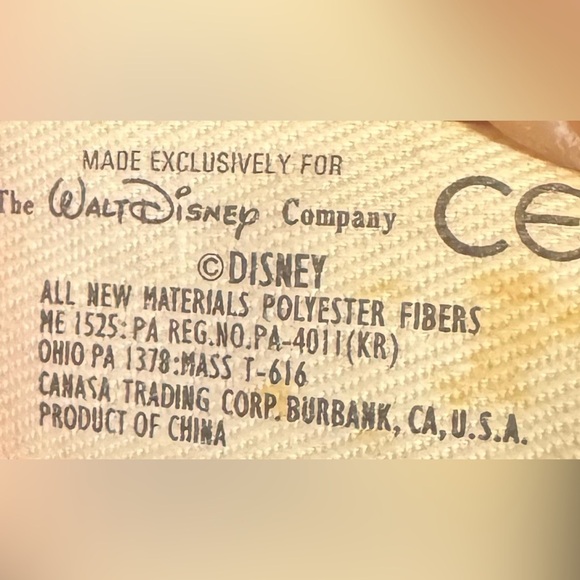 MADE EXCLUSIVELY FOR
The WALT DISNEY Company
CE
© DISNEY
ALL NEW MATERIALS POLYESTER FIBERS
ME 1525:PA REG.NO.PA-4011(KR)
OHIO PA 1378:MASS T-616
CANASA TRADING CORP. BURBANK, CA, U.S.A.
PRODUCT OF CHINA